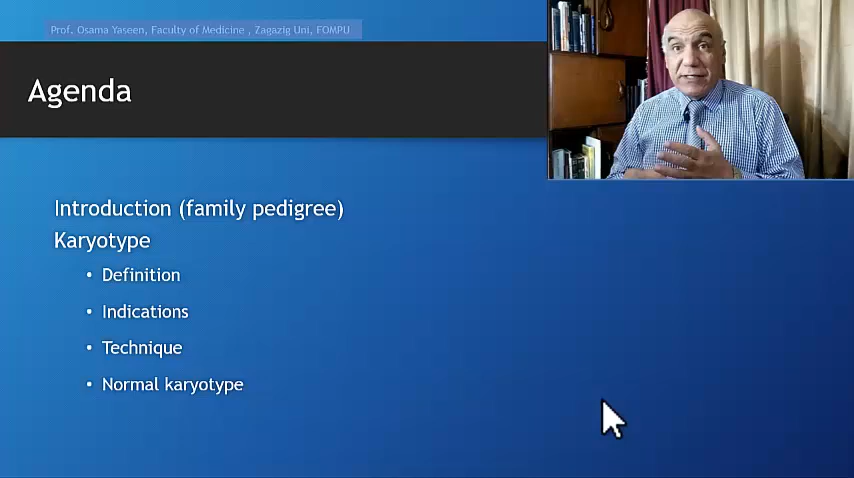 Prof. Osama Yaseen, Faculty of Medicine , Zagazig Uni, FOMPU
Agenda
Introduction (family pedigree)
Karyotype
• Definition
• Indications
• Technique
• Normal karyotype